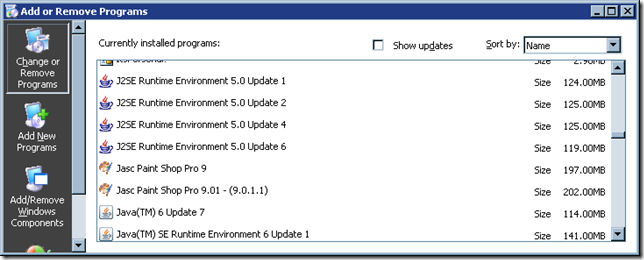 Add or Remove Programs
Change or
Remove
Programs
Add New
Programs
Add/Remove
Windows
Components
Currently installed programs:
Show updates
Sort by:
Name
Size 2.90MB
J2SE Runtime Environment 5.0 Update 1 Size 124.00MB
J2SE Runtime Environment 5.0 Update 2 Size 125.00MB
J2SE Runtime Environment 5.0 Update 4 Size 125.00MB
J2SE Runtime Environment 5.0 Update 6 Size 119.00MB
Jasc Paint Shop Pro 9 Size 197.00MB
Jasc Paint Shop Pro 9.01 - (9.0.1.1) Size 202.00MB
Java(TM) 6 Update 7 Size 114.00MB
Java(TM) SE Runtime Environment 6 Update 1 Size 141.00MB